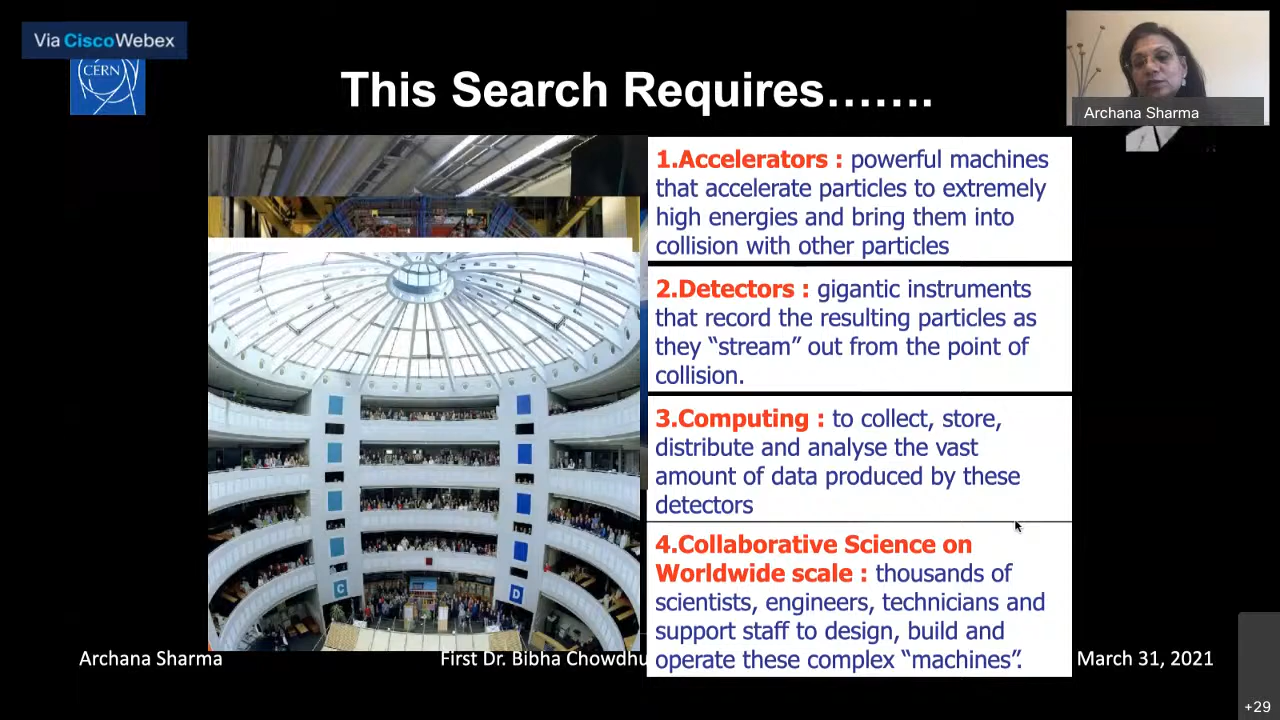 Via Cisco Webex
CERN
This Search Requires…….
Archana Sharma
1.Accelerators : powerful machines
that accelerate particles to extremely
high energies and bring them into
collision with other particles
2.Detectors : gigantic instruments
that record the resulting particles as
they “stream” out from the point of
collision.
3.Computing : to collect, store,
distribute and analyse the vast
amount of data produced by these
detectors
4.Collaborative Science on
Worldwide scale : thousands of
scientists, engineers, technicians and
support staff to design, build and
operate these complex “machines”.
C
D
Archana Sharma
First Dr. Bibha Chowdhu
March 31, 2021
+29